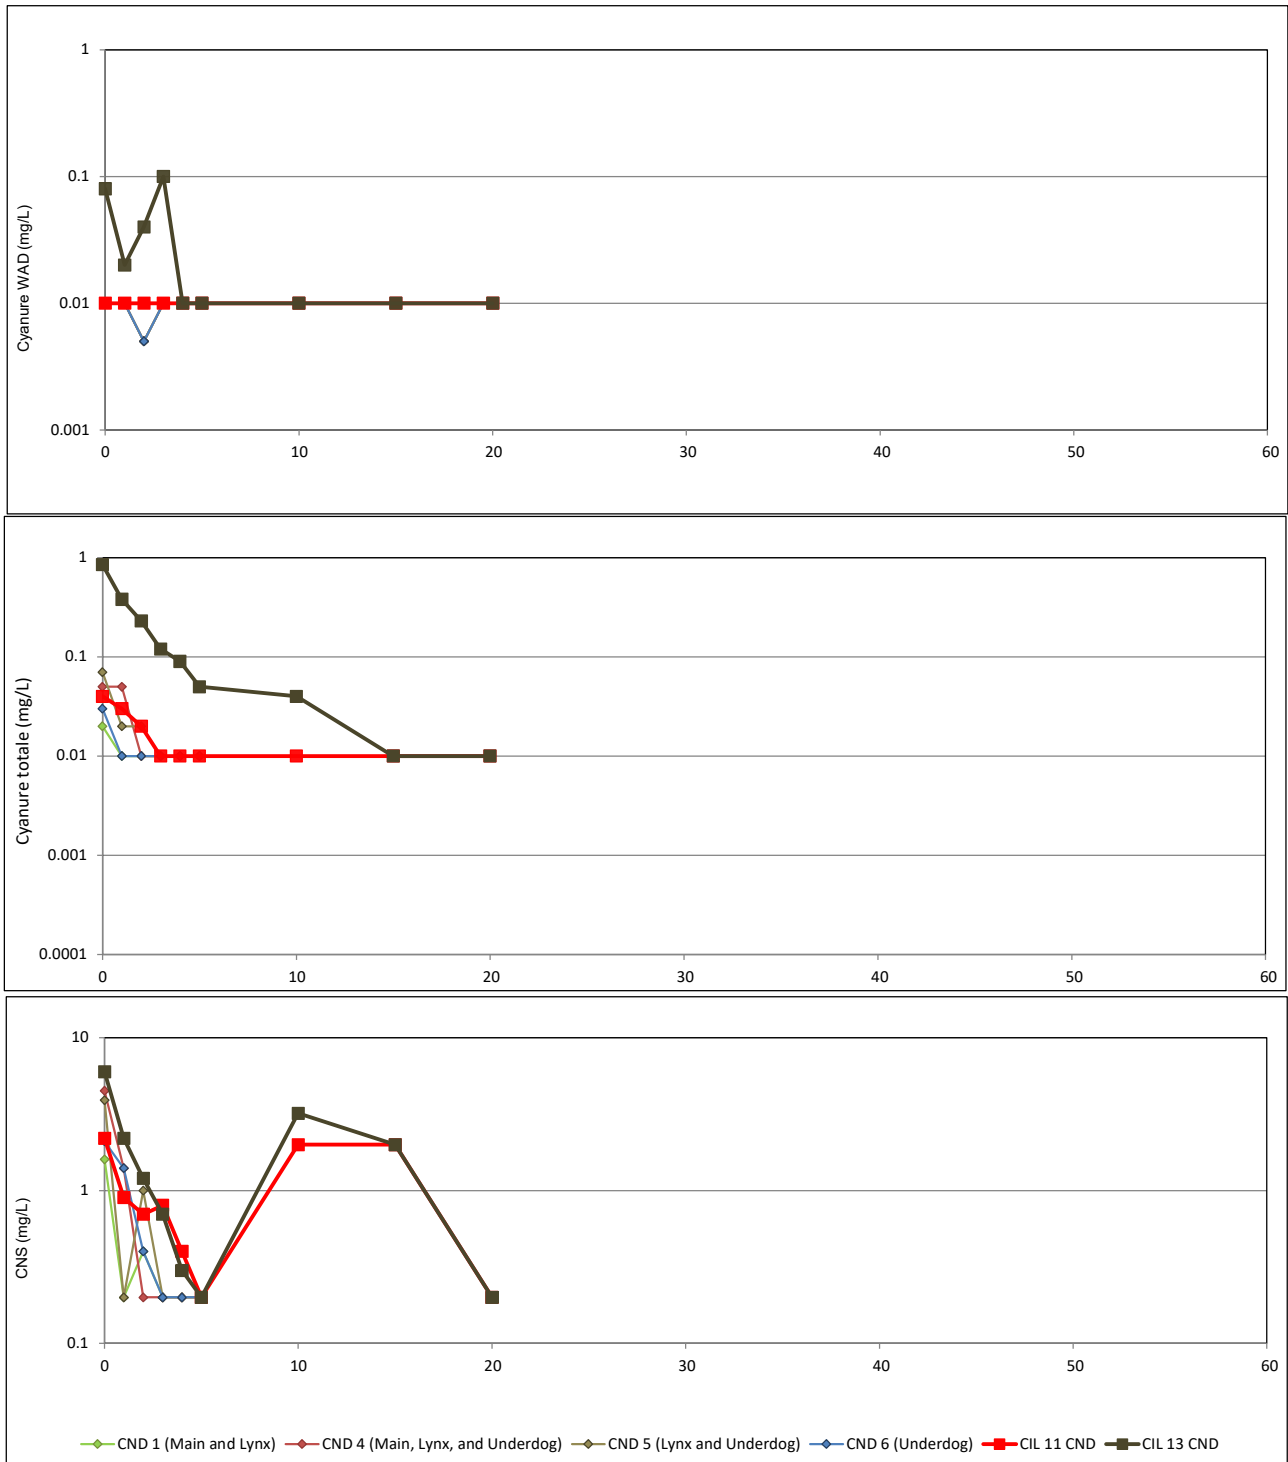 1
0.1
0.01
0.001
Cyanure WAD (mg/L)
0 10 20 30 40 50 60
1
0.1
0.01
0.001
0.0001
Cyanure totale (mg/L)
0 10 20 30 40 50 60
10
1
0.1
CNS (mg/L)
0 10 20 30 40 50 60
CND 1 (Main and Lynx) CND 4 (Main, Lynx, and Underdog) CND 5 (Lynx and Underdog) CND 6 (Underdog) CIL 11 CND CIL 13 CND